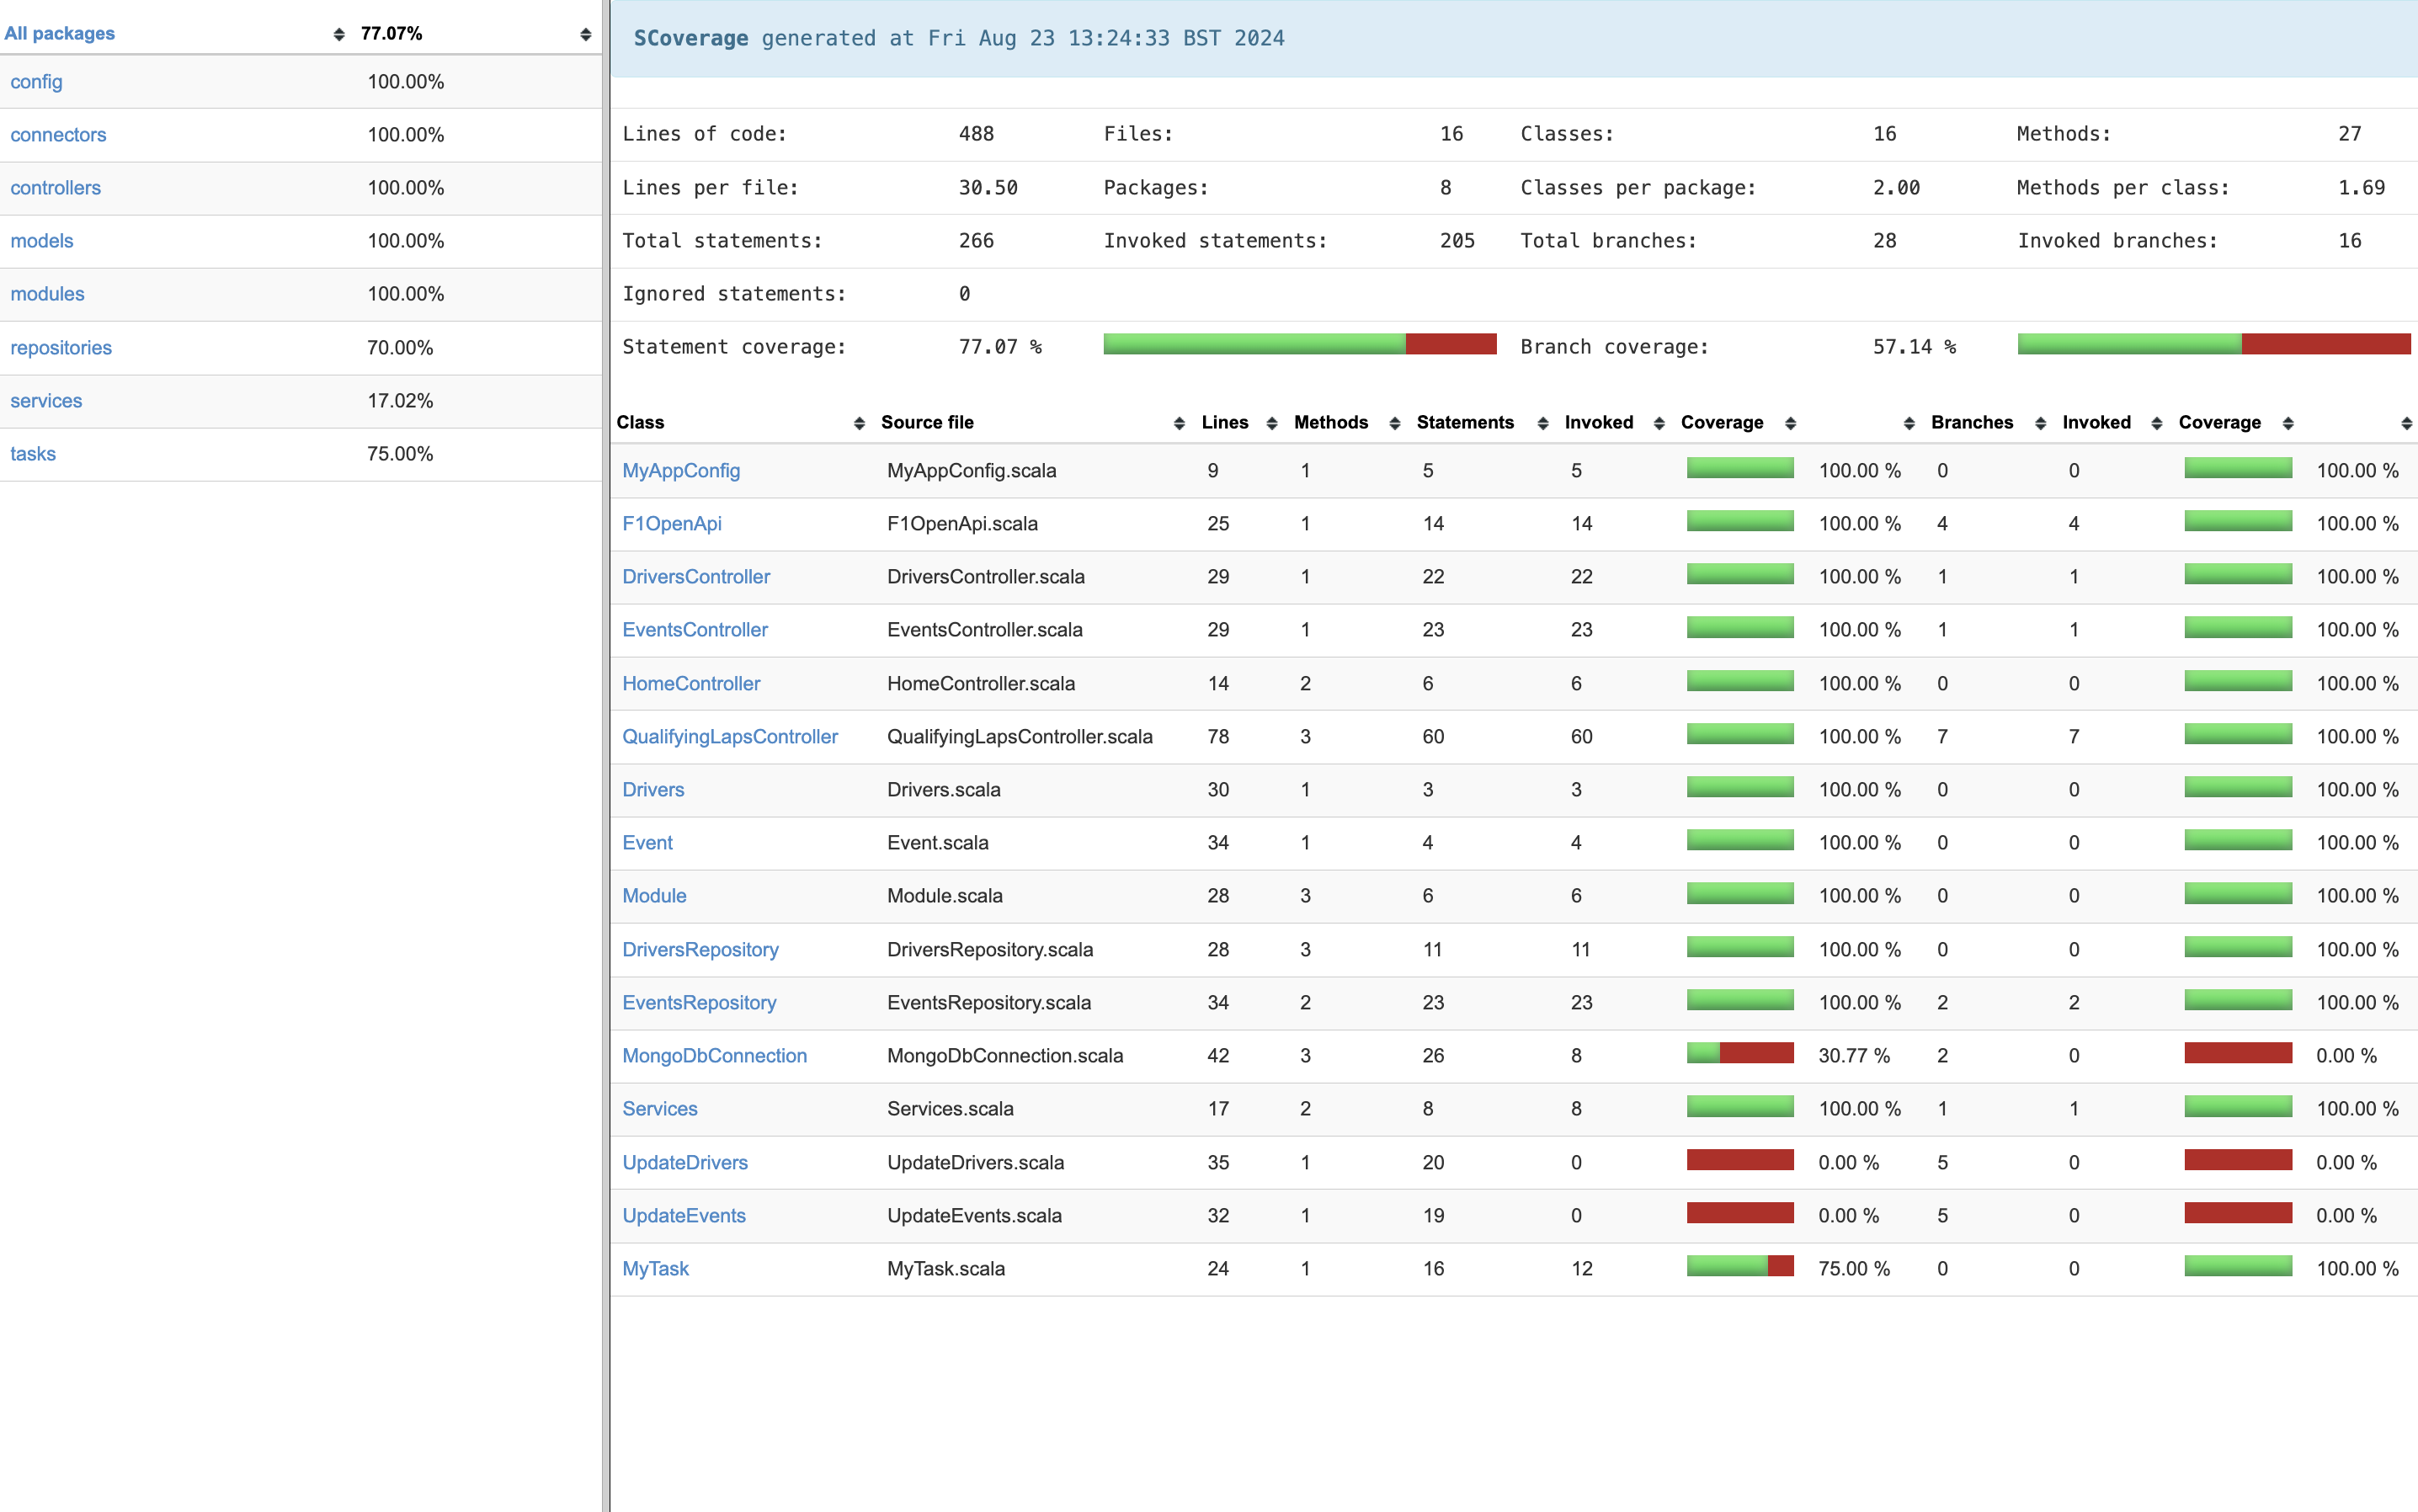 All packages 77.07%
config 100.00%
connectors 100.00%
controllers 100.00%
models 100.00%
modules 100.00%
repositories 70.00%
services 17.02%
tasks 75.00%
SCoverage generated at Fri Aug 23 13:24:33 BST 2024
Lines of code: 488 Files: 16 Classes: 16 Methods: 27
Lines per file: 30.50 Packages: 8 Classes per package: 2.00 Methods per class: 1.69
Total statements: 266 Invoked statements: 205 Total branches: 28 Invoked branches: 16
Ignored statements: 0
Statement coverage: 77.07 % Branch coverage: 57.14 %
Class Source file Lines Methods Statements Invoked Coverage Branches Invoked Coverage
MyAppConfig MyAppConfig.scala 9 1 5 5 100.00 % 0 0 100.00 %
F1OpenApi F1OpenApi.scala 25 1 14 14 100.00 % 4 4 100.00 %
DriversController DriversController.scala 29 1 22 22 100.00 % 1 1 100.00 %
EventsController EventsController.scala 29 1 23 23 100.00 % 1 1 100.00 %
HomeController HomeController.scala 14 2 6 6 100.00 % 0 0 100.00 %
QualifyingLapsController QualifyingLapsController.scala 78 3 60 60 100.00 % 7 7 100.00 %
Drivers Drivers.scala 30 1 3 3 100.00 % 0 0 100.00 %
Event Event.scala 34 1 4 4 100.00 % 0 0 100.00 %
Module Module.scala 28 3 6 6 100.00 % 0 0 100.00 %
DriversRepository DriversRepository.scala 28 3 11 11 100.00 % 0 0 100.00 %
EventsRepository EventsRepository.scala 34 2 23 23 100.00 % 2 2 100.00 %
MongoDbConnection MongoDbConnection.scala 42 3 26 8 30.77 % 2 0 0.00 %
Services Services.scala 17 2 8 8 100.00 % 1 1 100.00 %
UpdateDrivers UpdateDrivers.scala 35 1 20 0 0.00 % 5 0 0.00 %
UpdateEvents UpdateEvents.scala 32 1 19 0 0.00 % 5 0 0.00 %
MyTask MyTask.scala 24 1 16 12 75.00 % 0 0 100.00 %